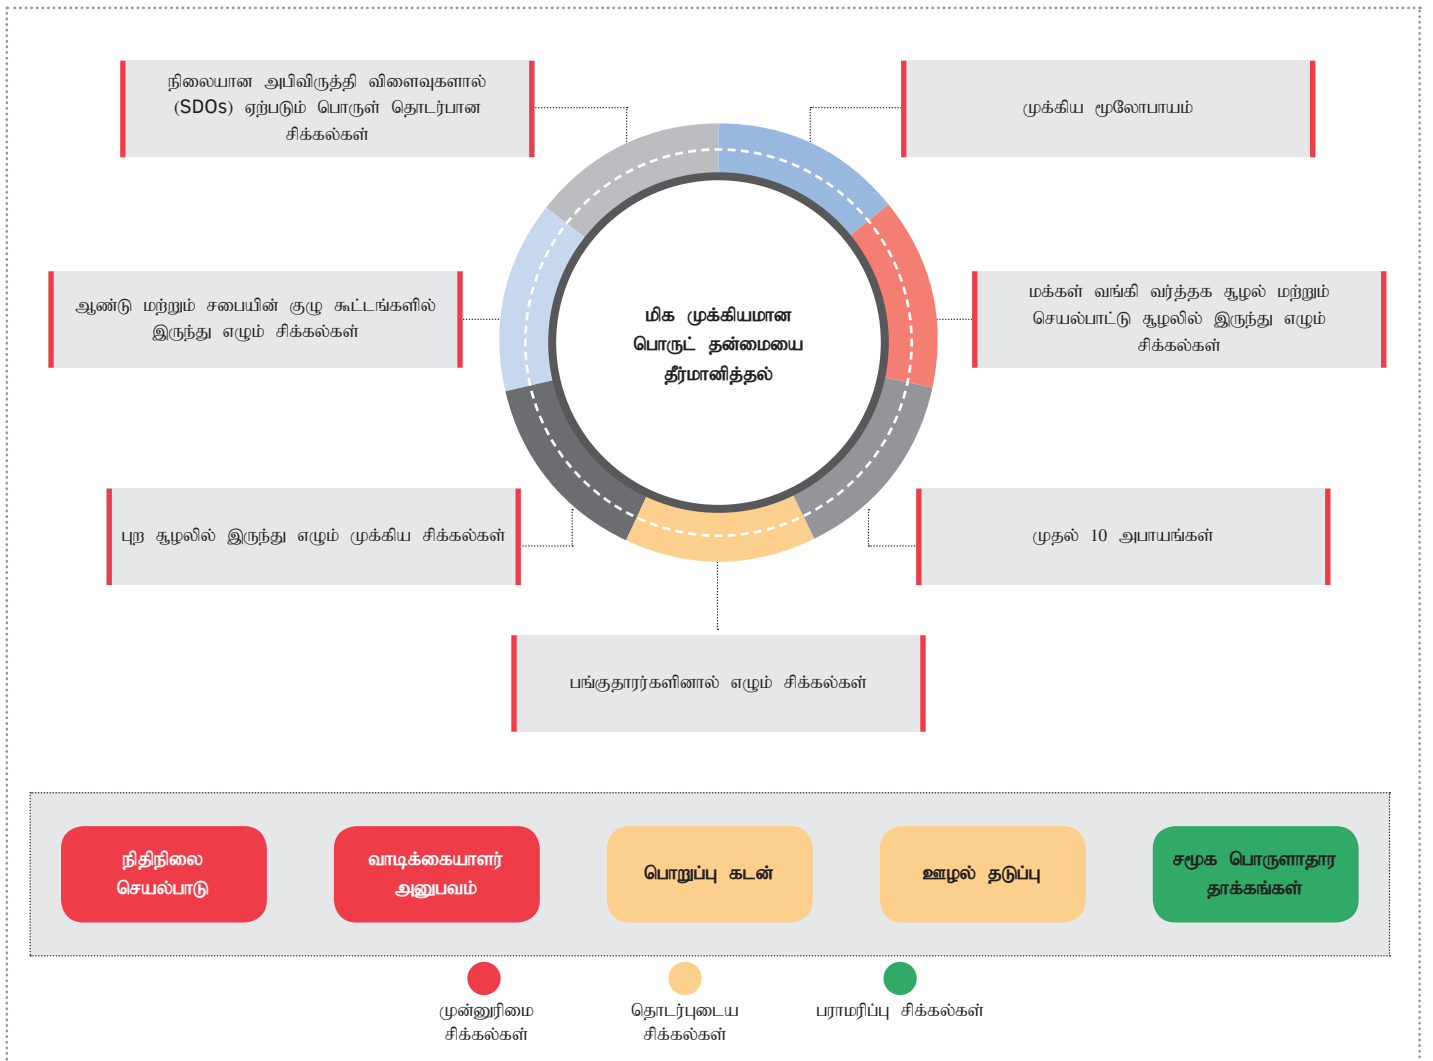 நிலையான அபிவிருத்தி விளைவுகளால்
(SDOs) ஏற்படும் பொருள் தொடர்பான
சிக்கல்கள்
முக்கிய மூலோபாயம்
ஆண்டு மற்றும் சபையின் குழு கூட்டங்களில்
இருந்து எழும் சிக்கல்கள்
மிக முக்கியமான
பொருட் தன்மையை
தீர்மானித்தல்
மக்கள் வங்கி வர்த்தக சூழல் மற்றும்
செயல்பாட்டு சூழலில் இருந்து எழும்
சிக்கல்கள்
புற சூழலில் இருந்து எழும் முக்கிய சிக்கல்கள்
முதல் 10 அபாயங்கள்
பங்குதாரர்களினால் எழும் சிக்கல்கள்
நிதிநிலை
செயல்பாடு
வாடிக்கையாளர்
அனுபவம்
பொறுப்பு கடன்
ஊழல் தடுப்பு
சமூக பொருளாதார
தாக்கங்கள்
முன்னுரிமை
சிக்கல்கள்
தொடர்புடைய
சிக்கல்கள்
பராமரிப்பு சிக்கல்கள்